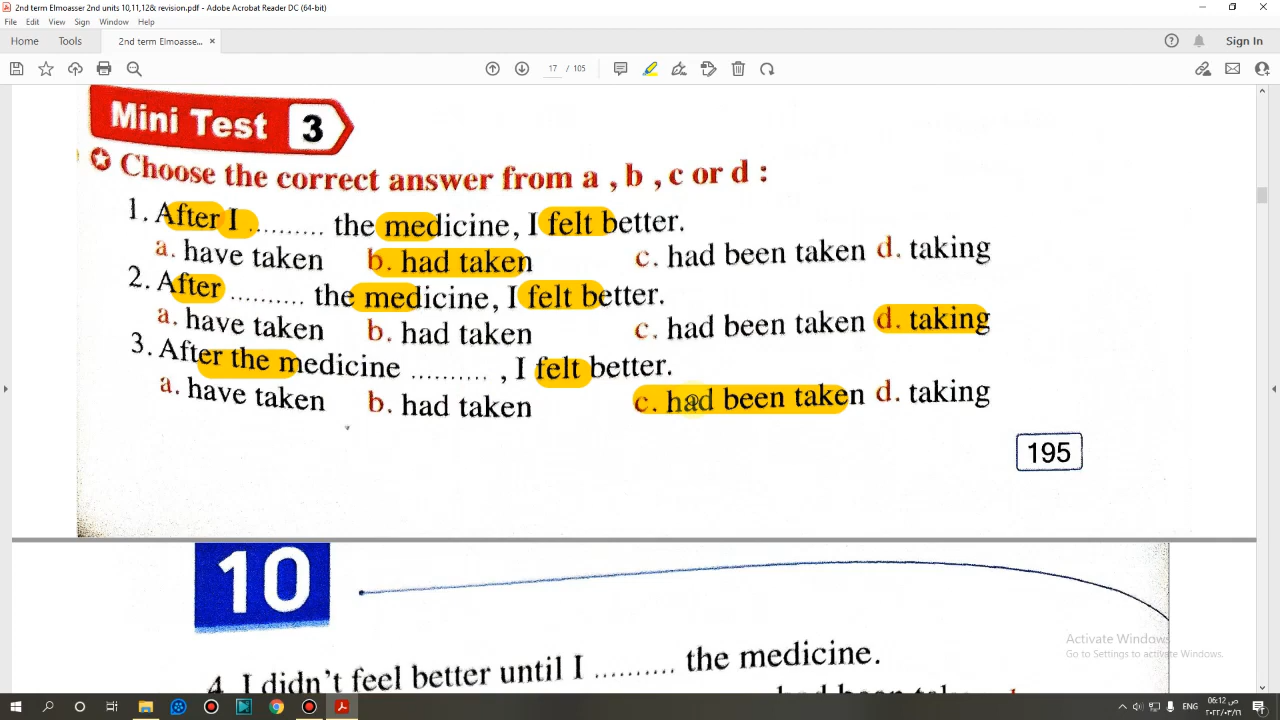 2nd term Elmoasser 2nd units 10,11,12& revision.pdf - Adobe Acrobat Reader DC (64-bit)
File Edit View Sign Window Help
Home Tools 2nd term Elmoasse... × Sign In
17 / 105
Mini Test 3
Choose the correct answer from a , b , c or d :
1. After I .......... the medicine, I felt better.
a. have taken b. had taken c. had been taken d. taking
2. After .......... the medicine, I felt better.
a. have taken b. had taken c. had been taken d. taking
3. After the medicine .......... , I felt better.
a. have taken b. had taken c. had been taken d. taking
195
10
4. I didn't feel better until I .......... the medicine.
Activate Windows
Go to Settings to activate Windows.
ENG
06:12 ص
٢٠٢٢/٠٣/٢١